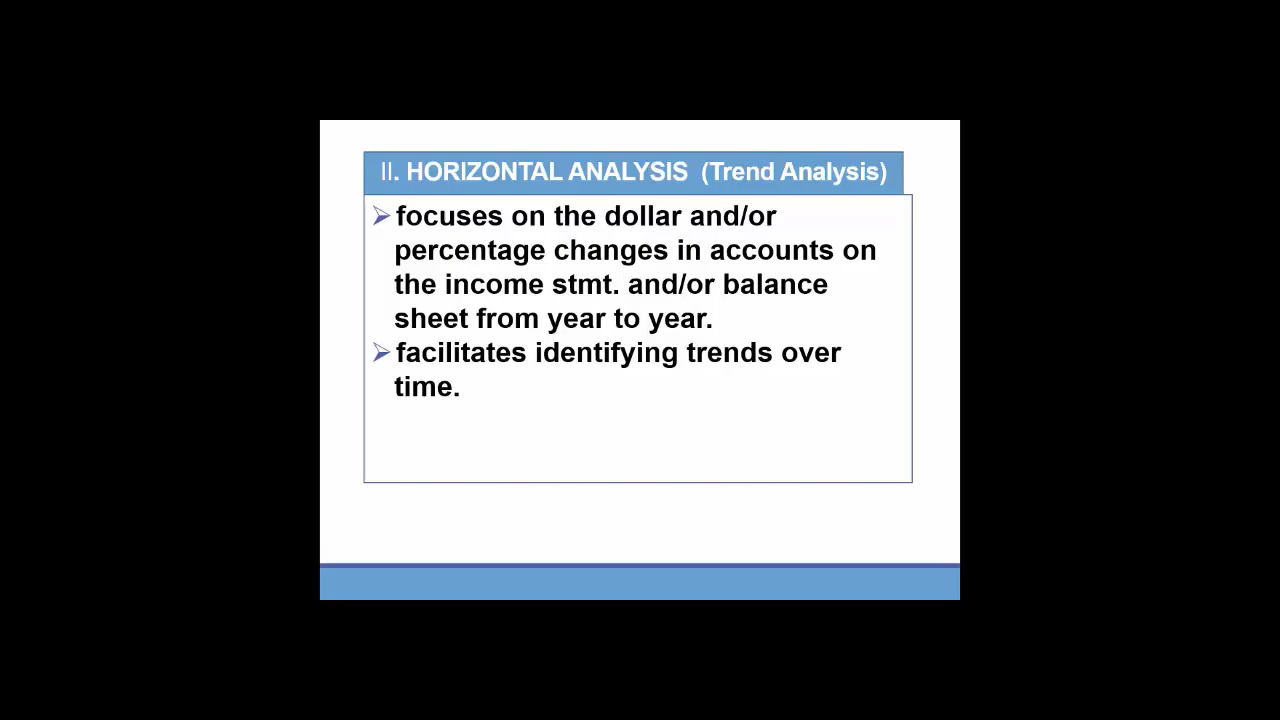 II. HORIZONTAL ANALYSIS (Trend Analysis)
focuses on the dollar and/or
percentage changes in accounts on
the income stmt. and/or balance
sheet from year to year.
facilitates identifying trends over
time.